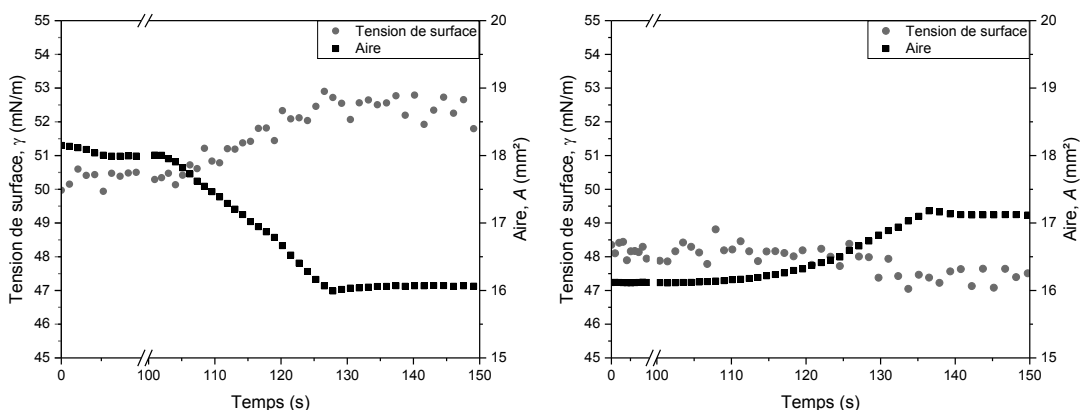 55
54
53
52
51
50
49
48
47
46
45
Tension de surface, γ (mN/m)
20
19
18
17
16
15
Aire, A (mm²)
Tension de surface
Aire
0 100 110 120 130 140 150
Temps (s)
55
54
53
52
51
50
49
48
47
46
45
Tension de surface, γ (mN/m)
20
19
18
17
16
15
Aire, A (mm²)
Tension de surface
Aire
0 100 110 120 130 140 150
Temps (s)